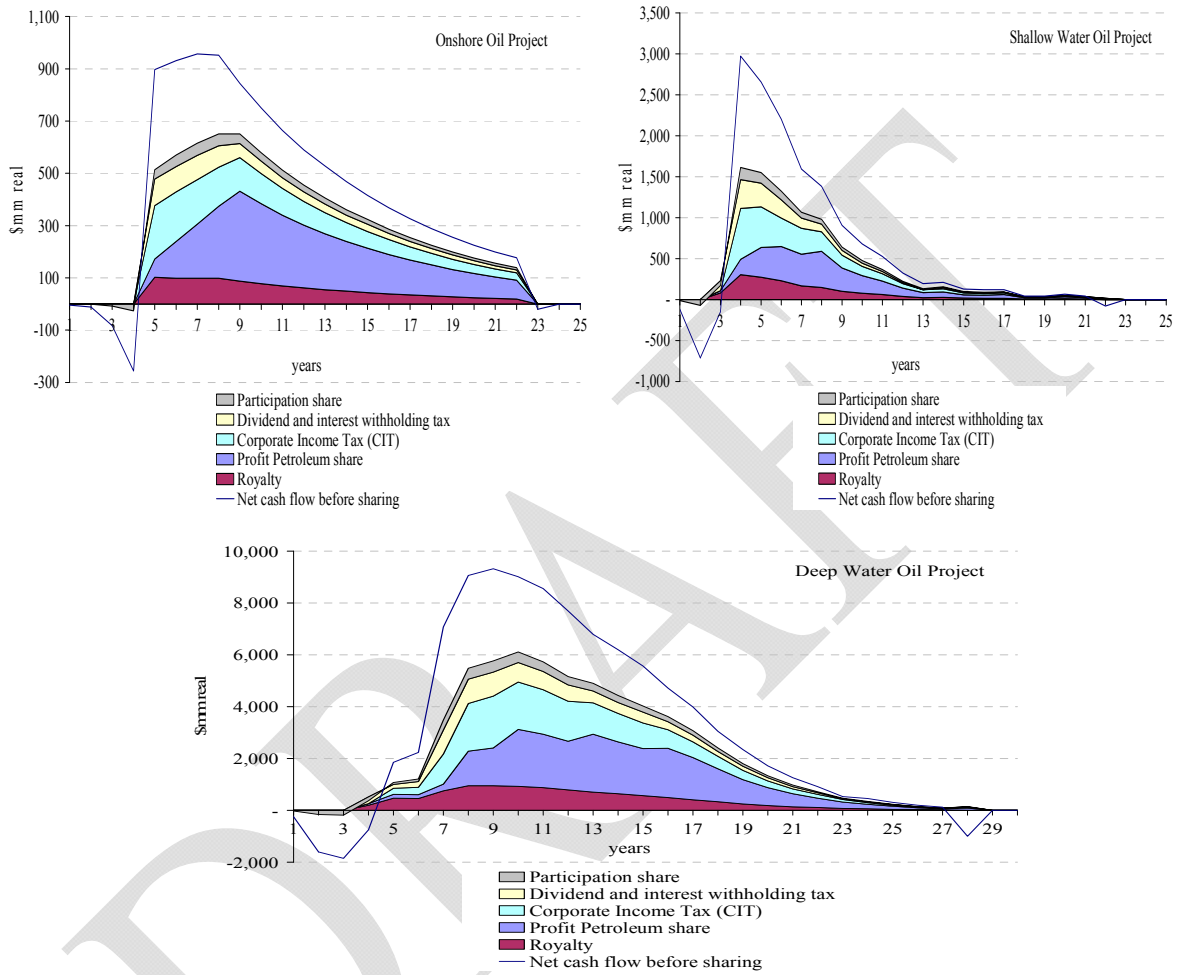 1,100
900
700
500
300
100
-100
-300
$mm real
Onshore Oil Project
3 5 7 9 11 13 15 17 19 21 23 25
years
Participation share
Dividend and interest withholding tax
Corporate Income Tax (CIT)
Profit Petroleum share
Royalty
Net cash flow before sharing
3,500
3,000
2,500
2,000
1,500
1,000
500
-
-500
-1,000
$mm real
Shallow Water Oil Project
1 3 5 7 9 11 13 15 17 19 21 23 25
years
Participation share
Dividend and interest withholding tax
Corporate Income Tax (CIT)
Profit Petroleum share
Royalty
Net cash flow before sharing
10,000
8,000
6,000
4,000
2,000
-
-2,000
$mmreal
Deep Water Oil Project
1 3 5 7 9 11 13 15 17 19 21 23 25 27 29
years
Participation share
Dividend and interest withholding tax
Corporate Income Tax (CIT)
Profit Petroleum share
Royalty
Net cash flow before sharing
DRAFT